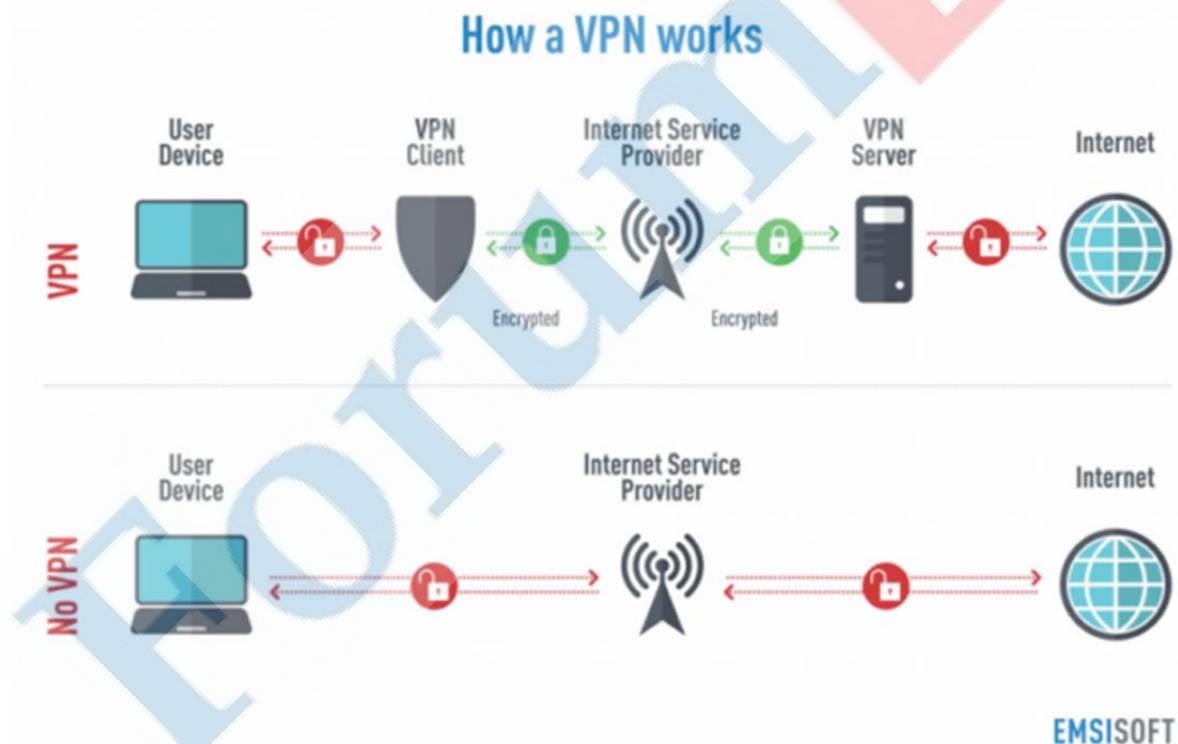 How a VPN works
User
Device
VPN
Client
Internet Service
Provider
VPN
Server
Internet
VPN
Encrypted
Encrypted
User
Device
Internet Service
Provider
Internet
No VPN
EMSISOFT
Forum